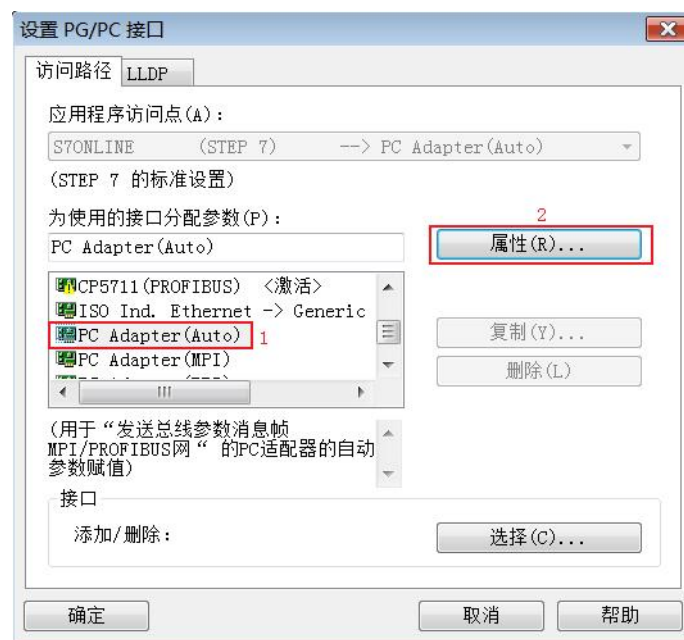 设置 PG/PC 接口
访问路径 LLDP
应用程序访问点(A):
S7ONLINE (STEP 7) --> PC Adapter(Auto)
(STEP 7 的标准设置)
为使用的接口分配参数(P):
2
PC Adapter(Auto)
属性(R)...
CP5711(PROFIBUS) <激活>
ISO Ind. Ethernet -> Generic
PC Adapter(Auto) 1
PC Adapter(MPI)
复制(Y)...
删除(L)
(用于“发送总线参数消息帧
MPI/PROFIBUS网“ 的PC适配器的自动
参数赋值)
接口
添加/删除:
选择(C)...
确定
取消
帮助